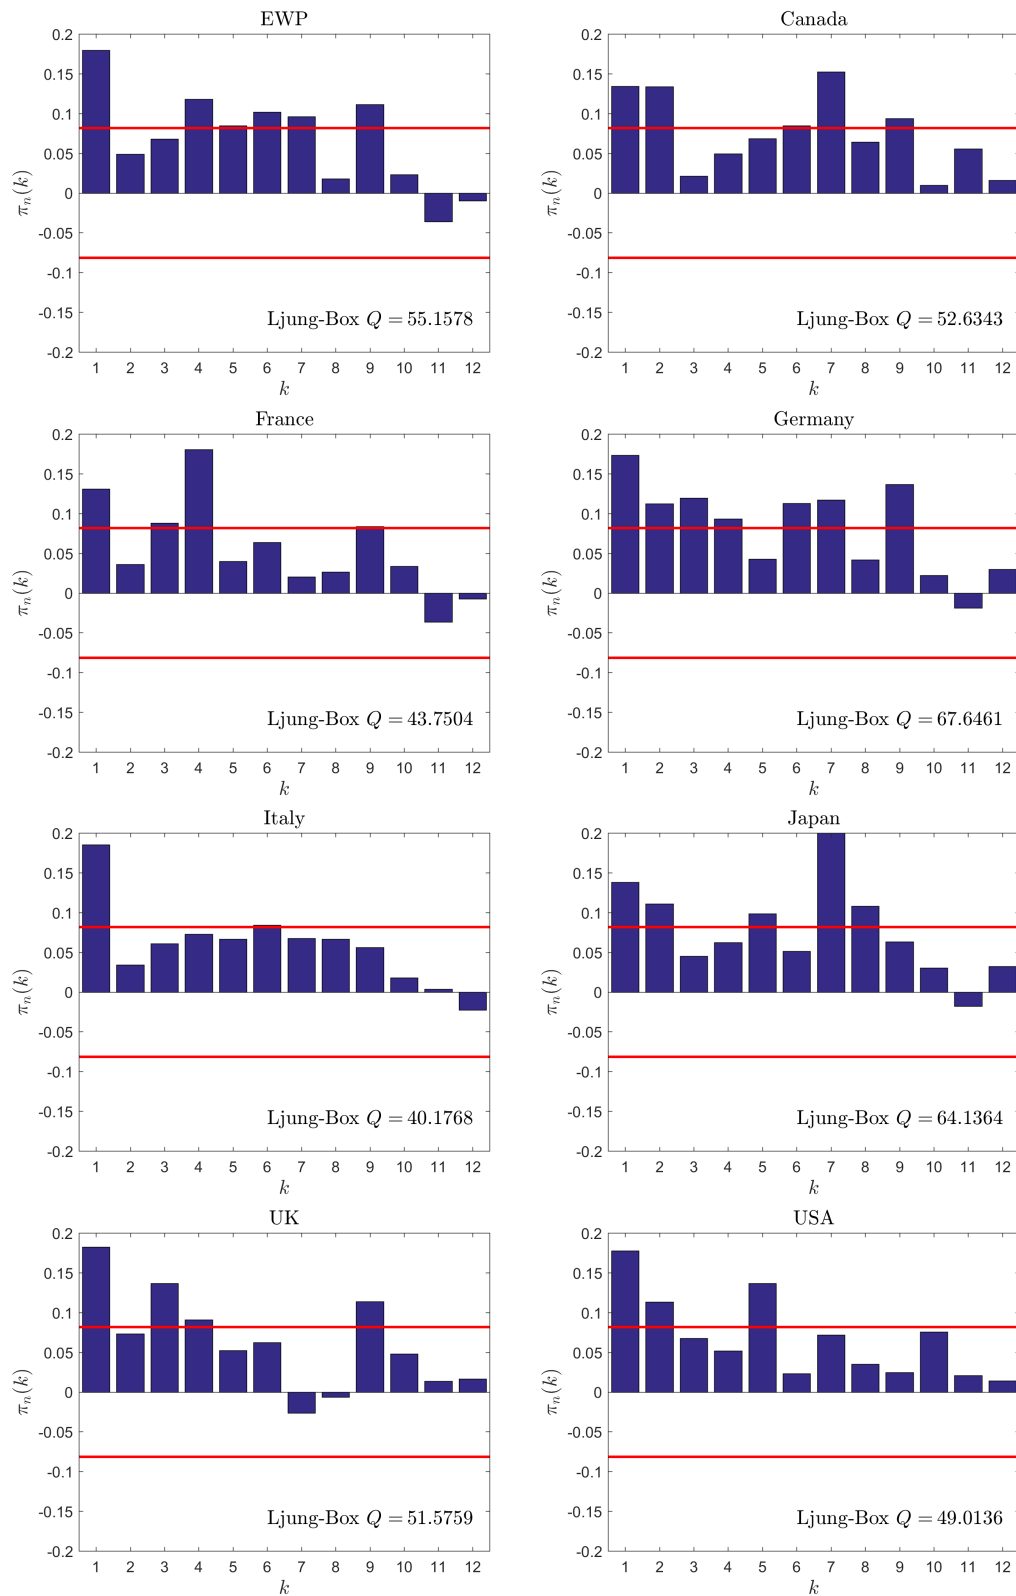 EWP
0.2
0.15
0.1
0.05
0
-0.05
-0.1
-0.15
-0.2
πₙ(k)
Ljung-Box Q = 55.1578
1 2 3 4 5 6 7 8 9 10 11 12
k
Canada
0.2
0.15
0.1
0.05
0
-0.05
-0.1
-0.15
-0.2
πₙ(k)
Ljung-Box Q = 52.6343
1 2 3 4 5 6 7 8 9 10 11 12
k
France
0.2
0.15
0.1
0.05
0
-0.05
-0.1
-0.15
-0.2
πₙ(k)
Ljung-Box Q = 43.7504
1 2 3 4 5 6 7 8 9 10 11 12
k
Germany
0.2
0.15
0.1
0.05
0
-0.05
-0.1
-0.15
-0.2
πₙ(k)
Ljung-Box Q = 67.6461
1 2 3 4 5 6 7 8 9 10 11 12
k
Italy
0.2
0.15
0.1
0.05
0
-0.05
-0.1
-0.15
-0.2
πₙ(k)
Ljung-Box Q = 40.1768
1 2 3 4 5 6 7 8 9 10 11 12
k
Japan
0.2
0.15
0.1
0.05
0
-0.05
-0.1
-0.15
-0.2
πₙ(k)
Ljung-Box Q = 64.1364
1 2 3 4 5 6 7 8 9 10 11 12
k
UK
0.2
0.15
0.1
0.05
0
-0.05
-0.1
-0.15
-0.2
πₙ(k)
Ljung-Box Q = 51.5759
1 2 3 4 5 6 7 8 9 10 11 12
k
USA
0.2
0.15
0.1
0.05
0
-0.05
-0.1
-0.15
-0.2
πₙ(k)
Ljung-Box Q = 49.0136
1 2 3 4 5 6 7 8 9 10 11 12
k